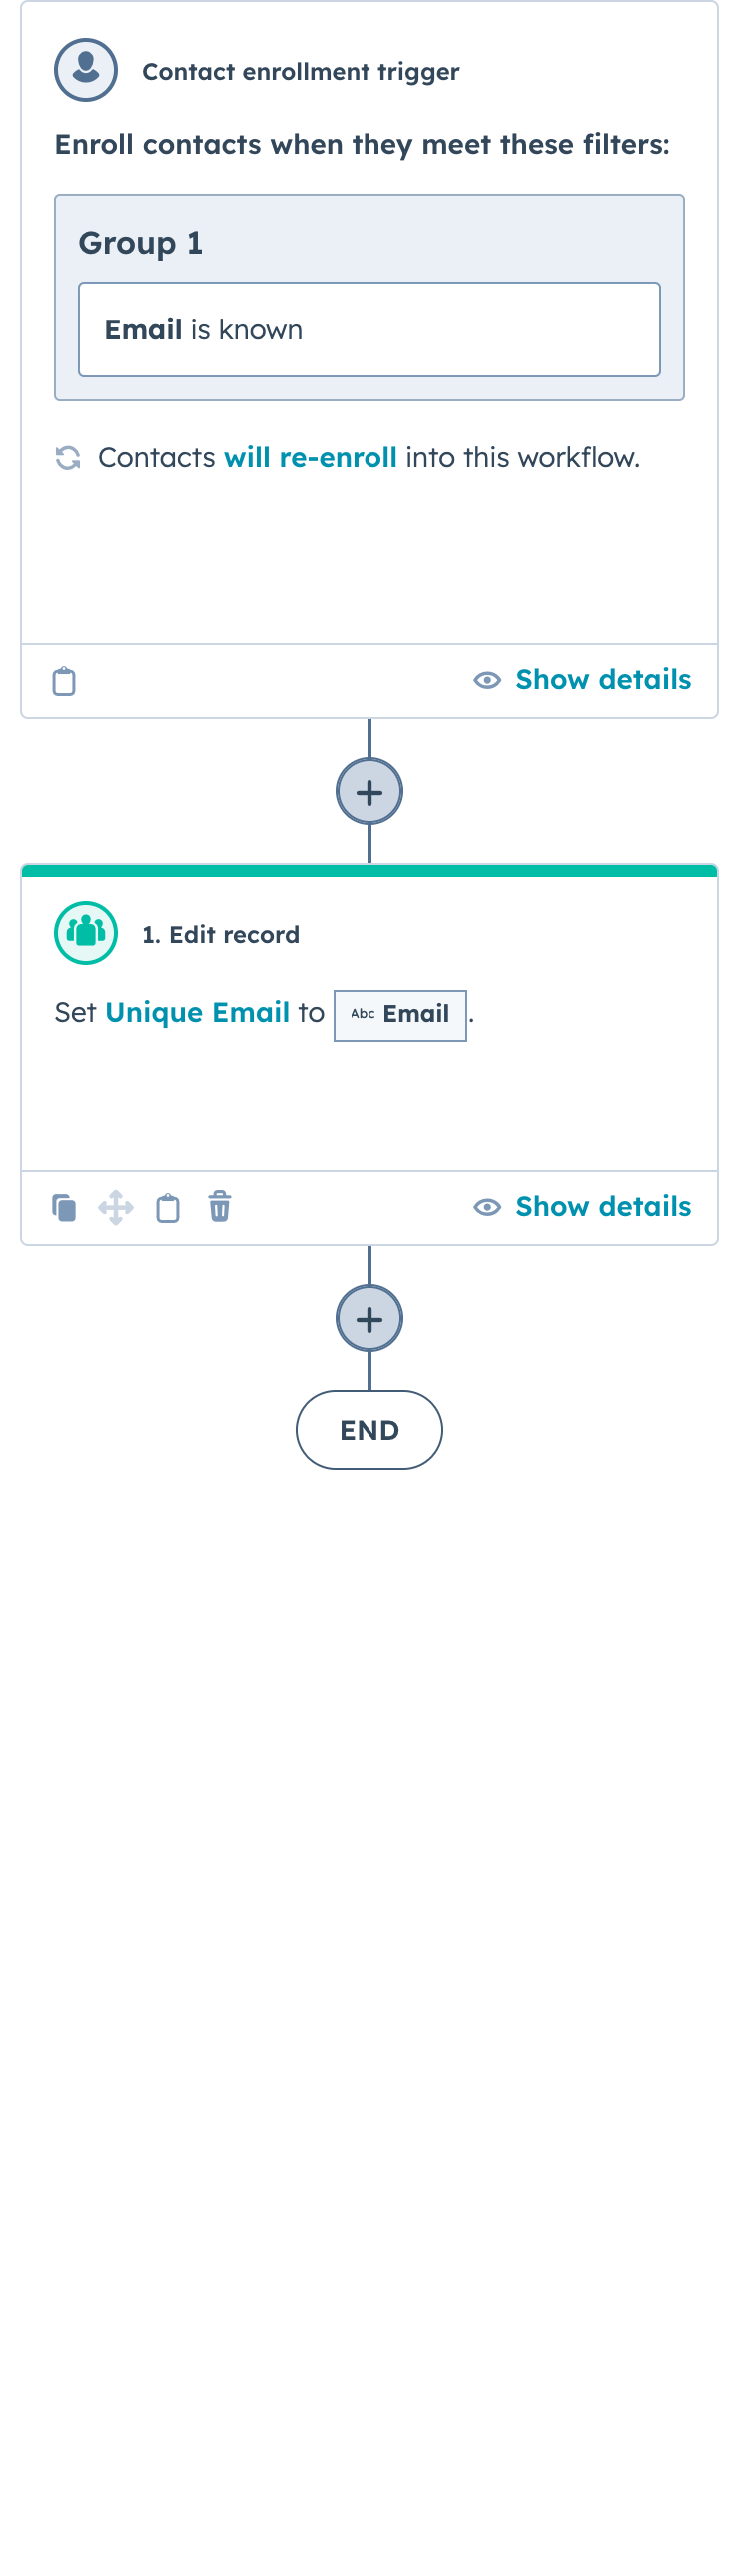 Contact enrollment trigger
Enroll contacts when they meet these filters:
Group 1
Email is known
Contacts will re-enroll into this workflow.
Show details
1. Edit record
Set Unique Email to Abc Email .
Show details
END